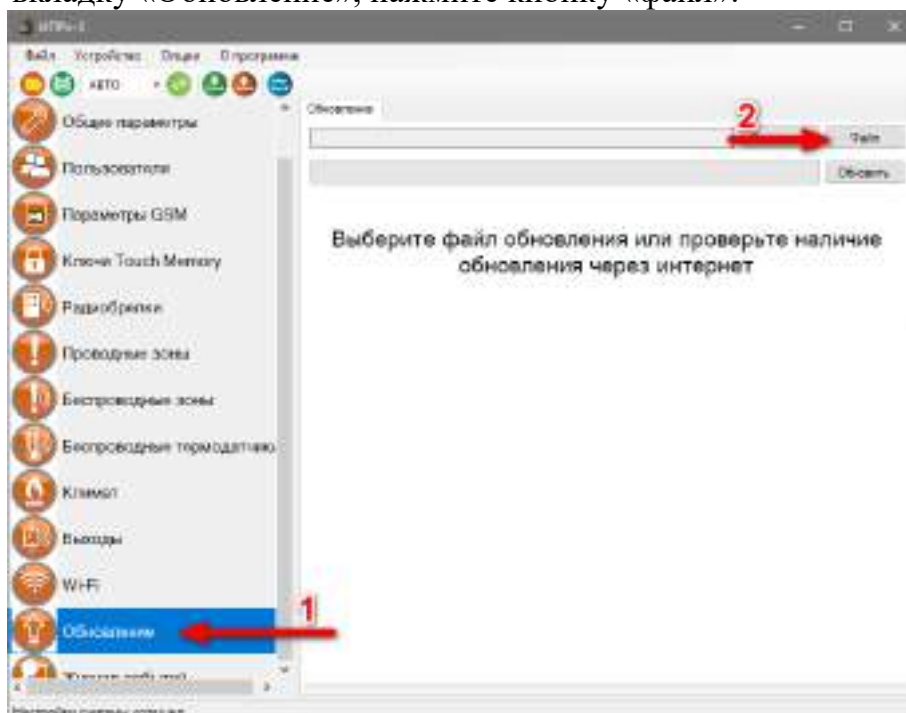 вкладку «Обновление», нажмите кнопку «файл».
Файл Устройство Опции О программе
АВТО
Общие параметры
Пользователи
Параметры GSM
Ключи Touch Memory
Радиобрелки
Проводные зоны
Беспроводные зоны
Беспроводные термодатчики
Климат
Выходы
Wi-Fi
Обновление
Журнал событий
1
Обновление
2
Файл
Обновить
Выберите файл обновления или проверьте наличие
обновления через интернет